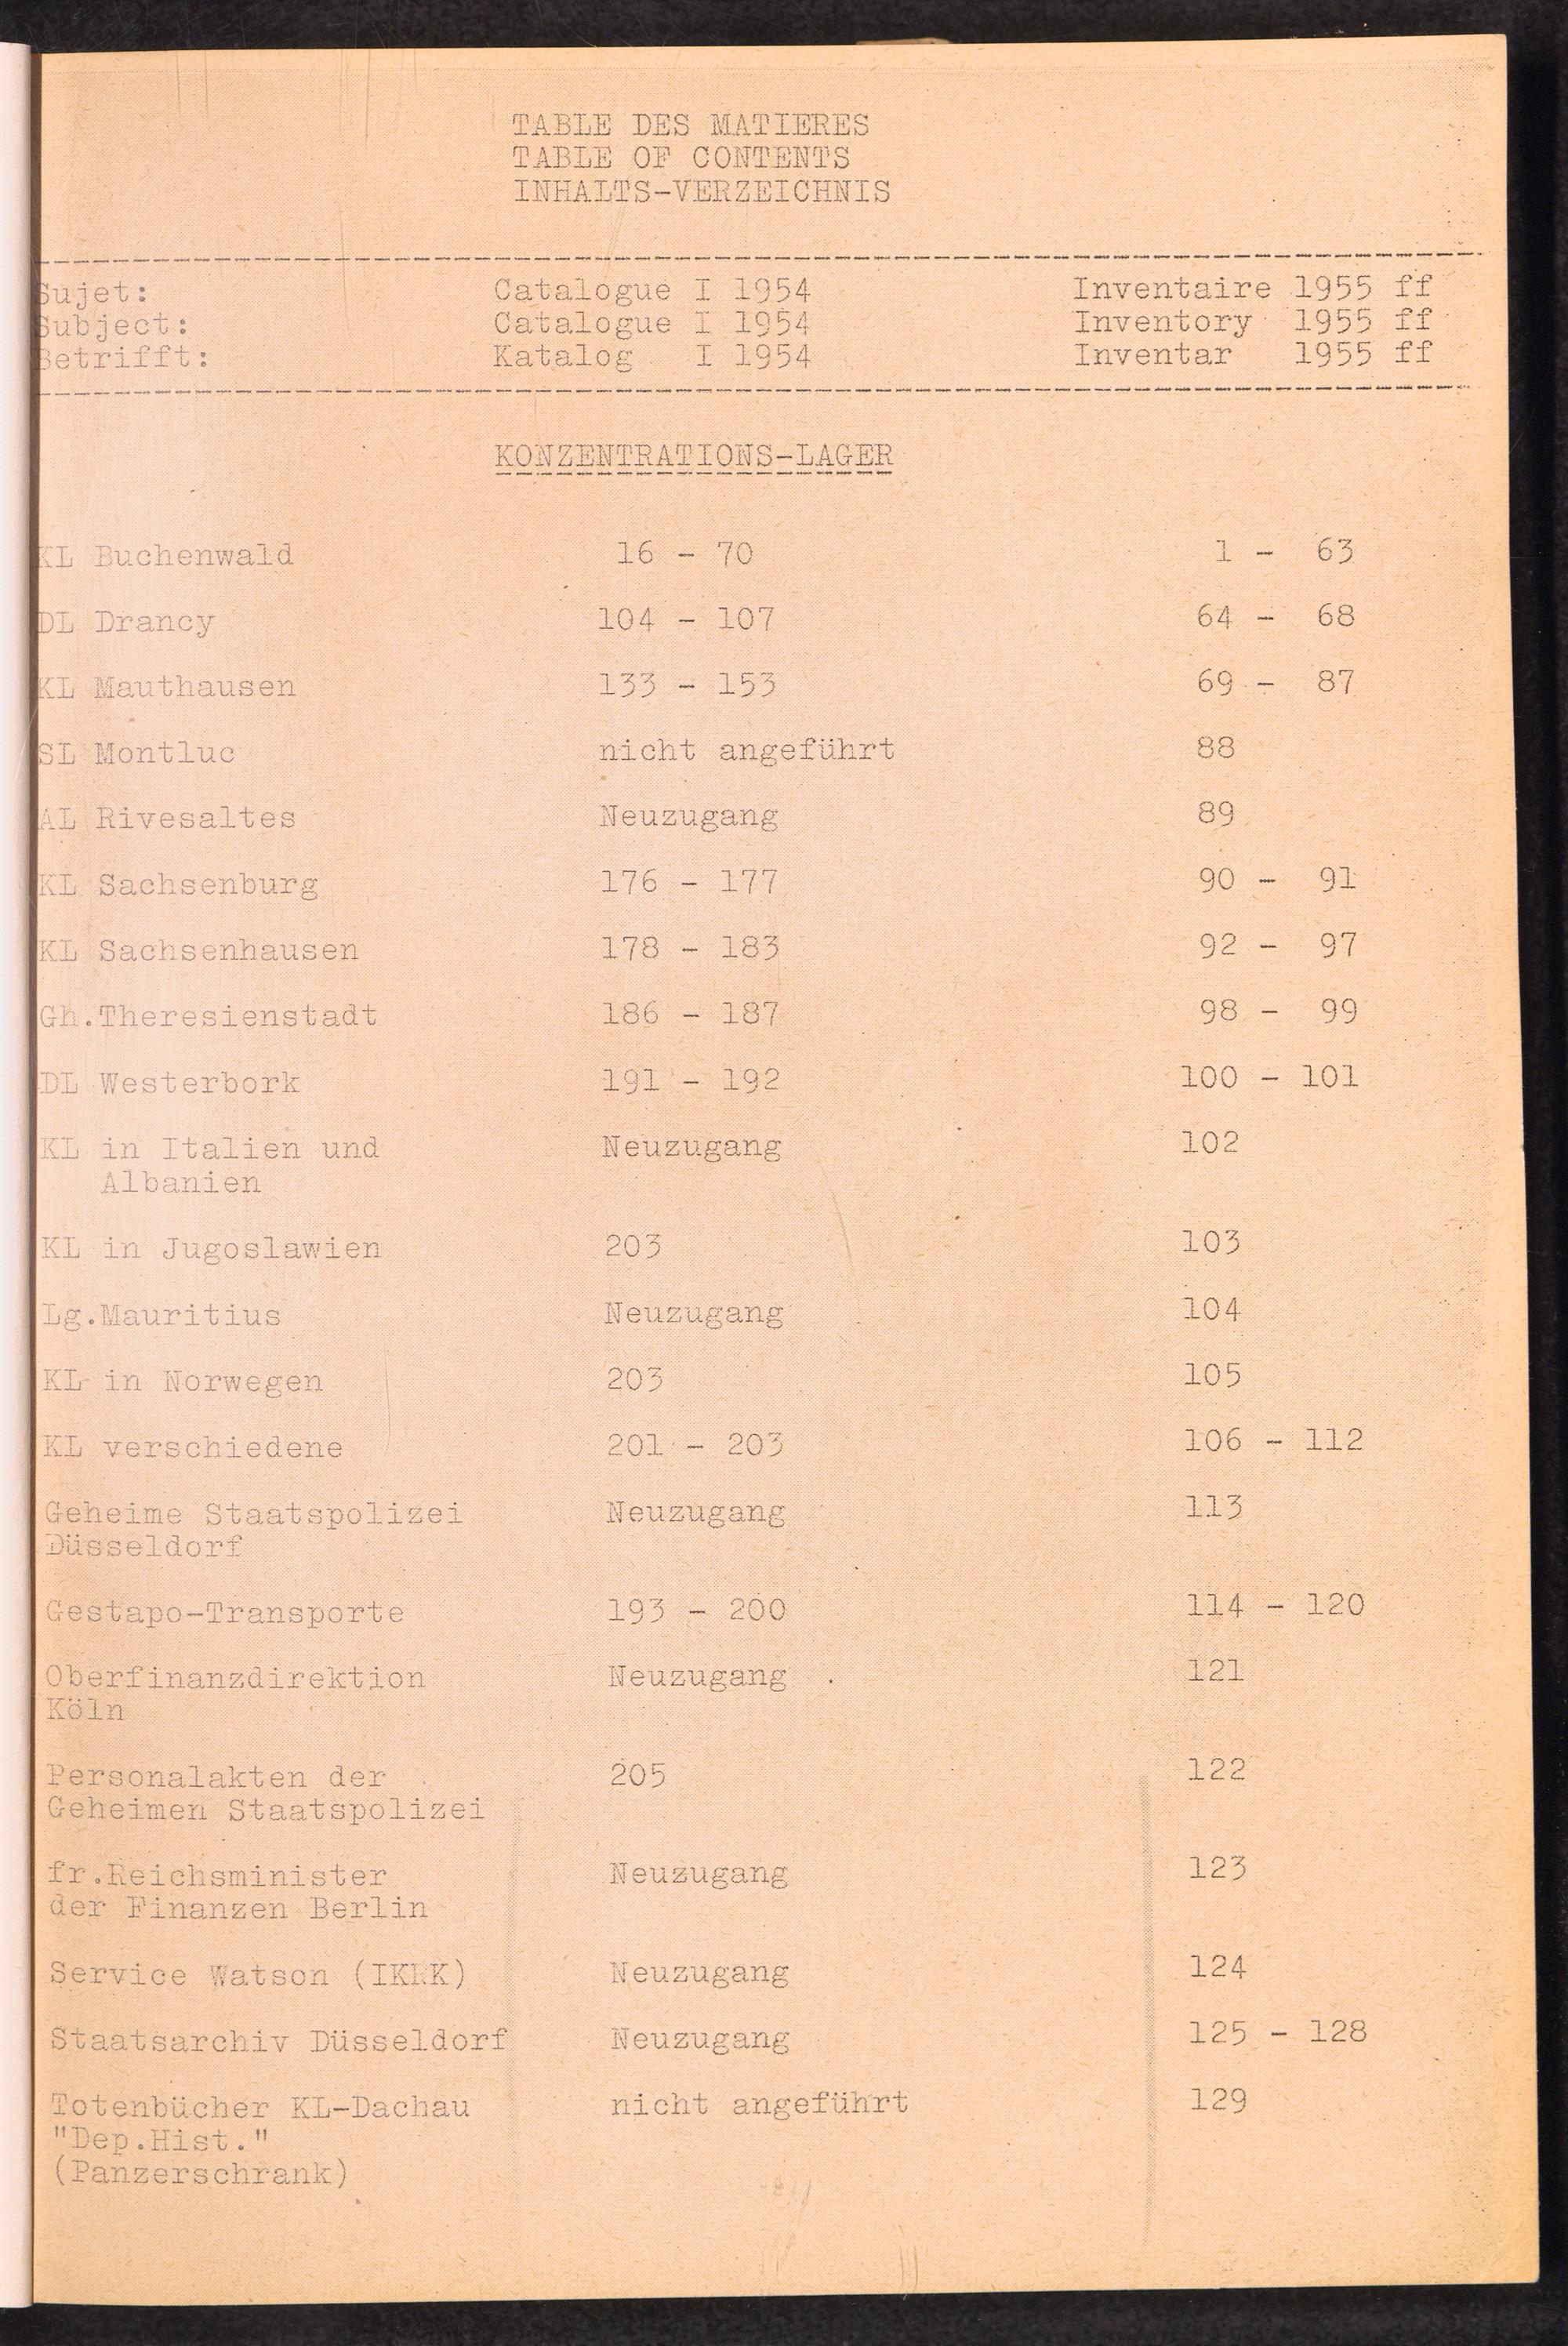 TABLE DES MATIERES
TABLE OF CONTENTS
INHALTS-VERZEICHNIS
Sujet: Catalogue I 1954 Inventaire 1955 ff
Subject: Catalogue I 1954 Inventory 1955 ff
Betrifft: Katalog I 1954 Inventar 1955 ff
KONZENTRATIONS-LAGER
KL Buchenwald 16 - 70 1 - 63
DL Drancy 104 - 107 64 - 68
KL Mauthausen 133 - 153 69 - 87
SL Montluc nicht angeführt 88
AL Rivesaltes Neuzugang 89
KL Sachsenburg 176 - 177 90 - 91
KL Sachsenhausen 178 - 183 92 - 97
Gh.Theresienstadt 186 - 187 98 - 99
DL Westerbork 191 - 192 100 - 101
KL in Italien und Neuzugang 102
Albanien
KL in Jugoslawien 203 103
Lg.Mauritius Neuzugang 104
KL in Norwegen 203 105
KL verschiedene 201 - 203 106 - 112
Geheime Staatspolizei Neuzugang 113
Düsseldorf
Gestapo-Transporte 193 - 200 114 - 120
Oberfinanzdirektion Neuzugang 121
Köln
Personalakten der 205 122
Geheimen Staatspolizei
fr.Reichsminister Neuzugang 123
der Finanzen Berlin
Service Watson (IKRK) Neuzugang 124
Staatsarchiv Düsseldorf Neuzugang 125 - 128
Totenbücher KL-Dachau nicht angeführt 129
"Dep.Hist."
(Panzerschrank)